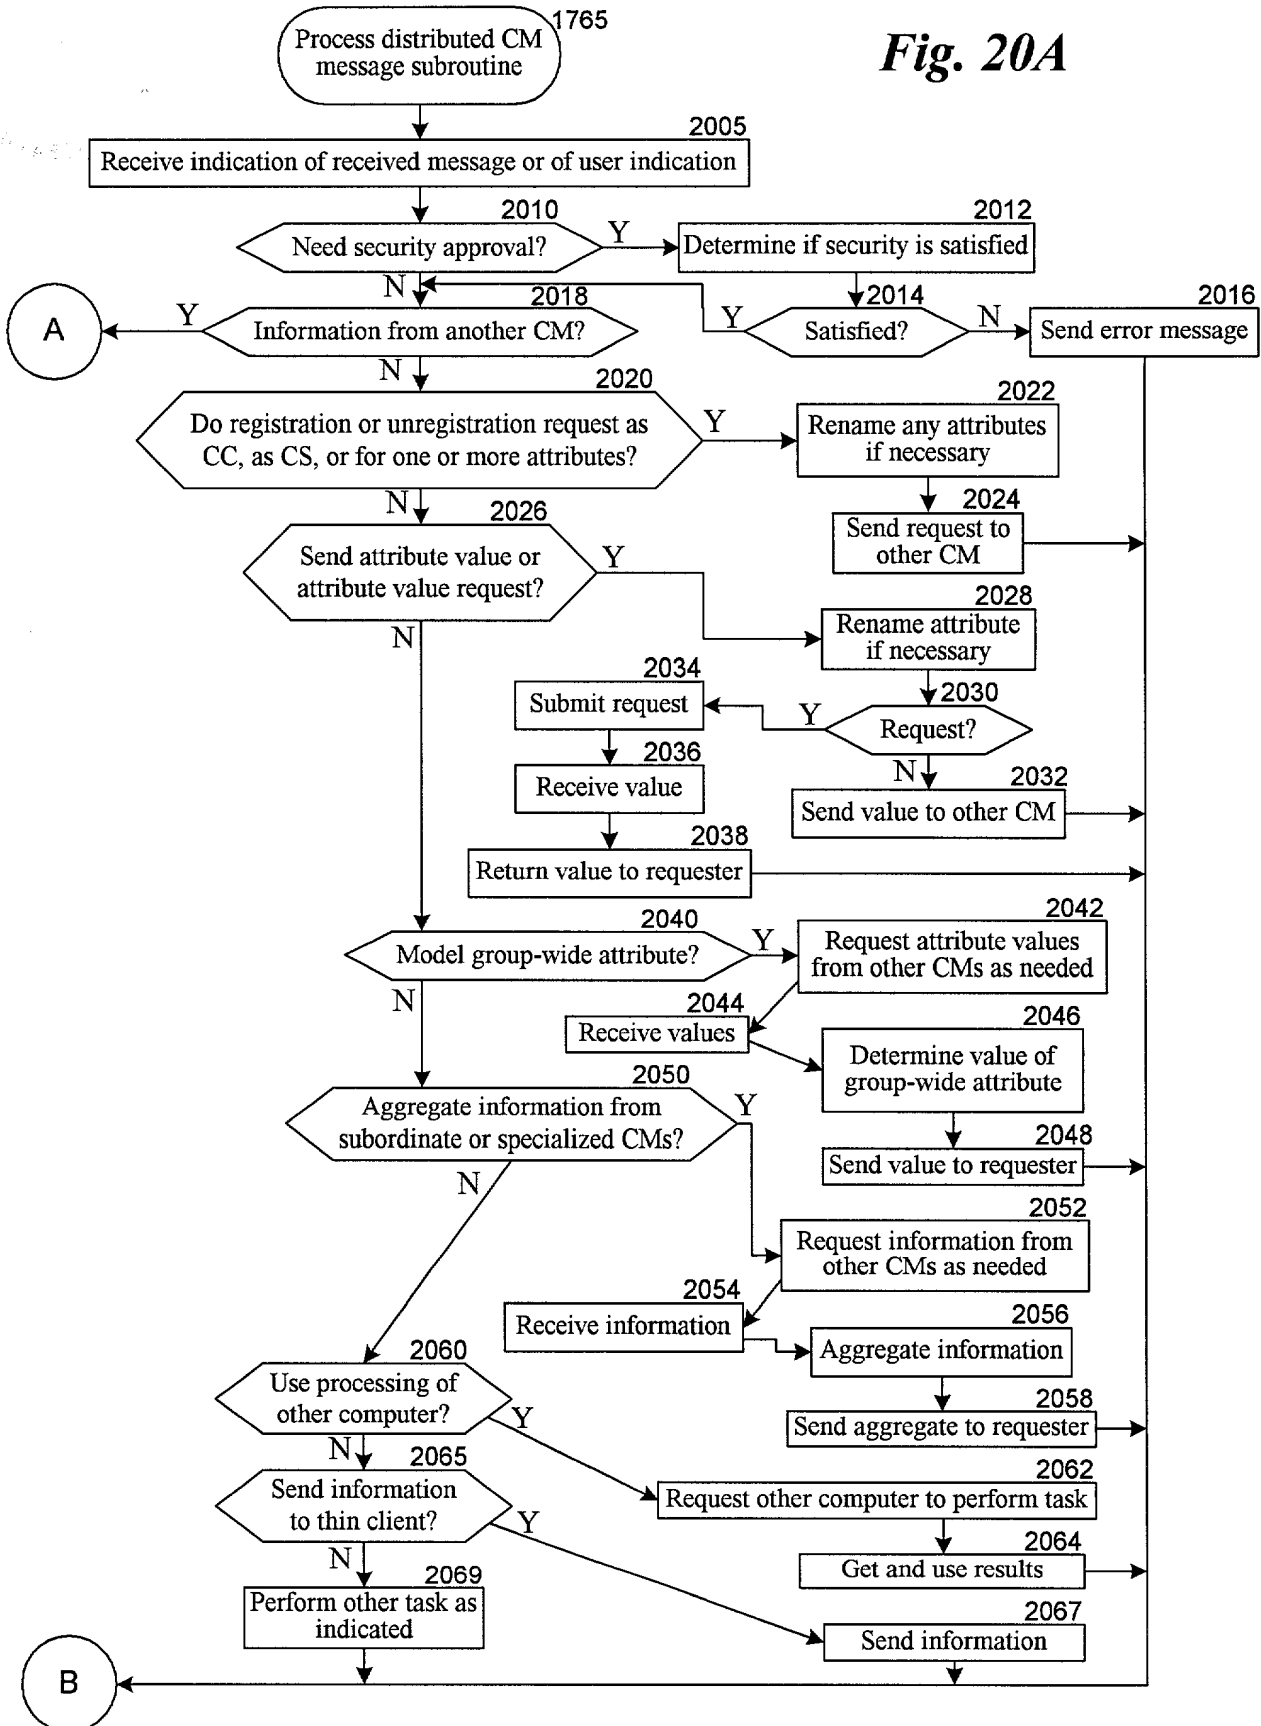 1765
Process distributed CM
message subroutine
Fig. 20A
2005
Receive indication of received message or of user indication
2010
Need security approval?
Y
N
2012
Determine if security is satisfied
2014
Satisfied?
Y
N
2016
Send error message
2018
Information from another CM?
Y
A
N
2020
Do registration or unregistration request as
CC, as CS, or for one or more attributes?
Y
N
2022
Rename any attributes
if necessary
2024
Send request to
other CM
2026
Send attribute value or
attribute value request?
Y
N
2028
Rename attribute
if necessary
2030
Request?
Y
N
2034
Submit request
2036
Receive value
2032
Send value to other CM
2038
Return value to requester
2040
Model group-wide attribute?
Y
N
2042
Request attribute values
from other CMs as needed
2044
Receive values
2046
Determine value of
group-wide attribute
2048
Send value to requester
2050
Aggregate information from
subordinate or specialized CMs?
Y
N
2052
Request information from
other CMs as needed
2054
Receive information
2056
Aggregate information
2058
Send aggregate to requester
2060
Use processing of
other computer?
Y
N
2062
Request other computer to perform task
2064
Get and use results
2065
Send information
to thin client?
Y
N
2067
Send information
2069
Perform other task as
indicated
B